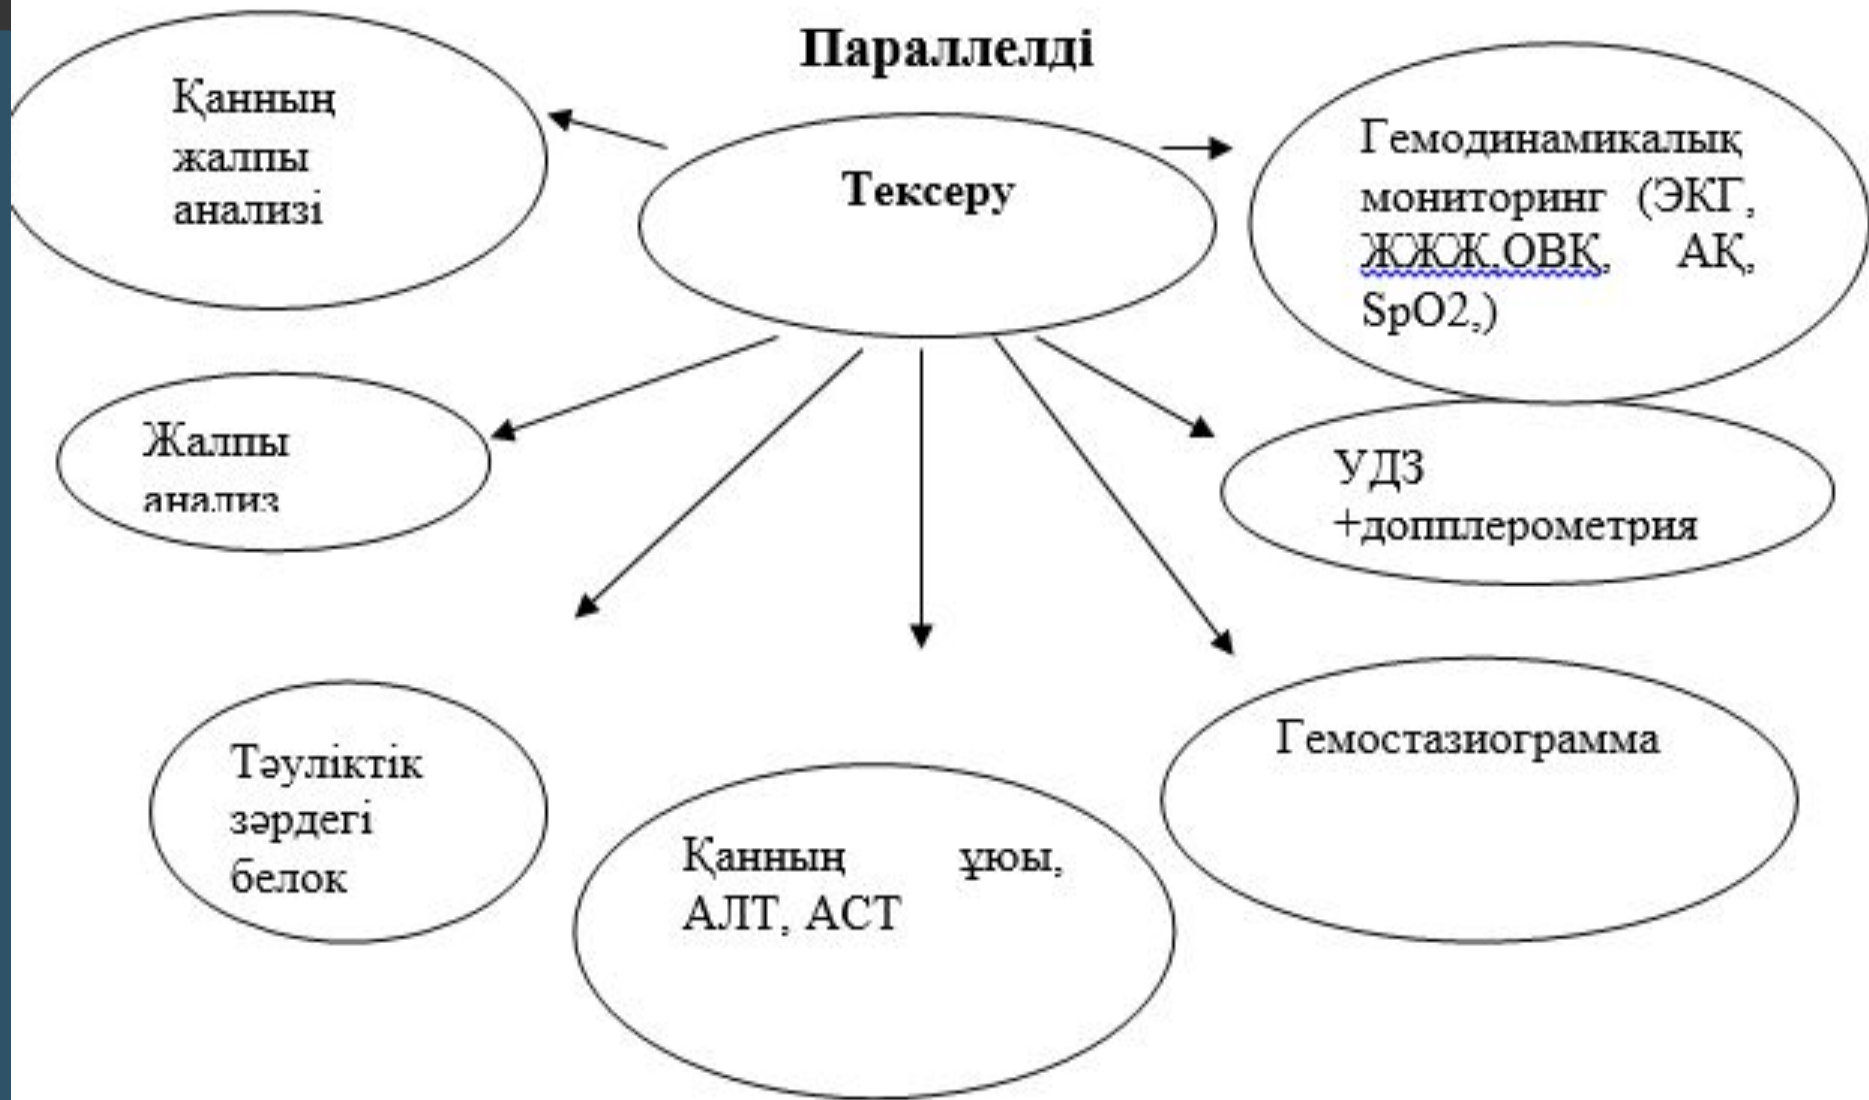 Параллелді
Тексеру
Қанның
жалпы
анализі
Гемодинамикалық
мониторинг (ЭКГ,
ЖЖЖ,ОВҚ, АҚ,
SpO2,)
Жалпы
анализ
УДЗ
+допплерометрия
Тәуліктік
зәрдегі
белок
Қанның ұюы,
АЛТ, АСТ
Гемостазиограмма